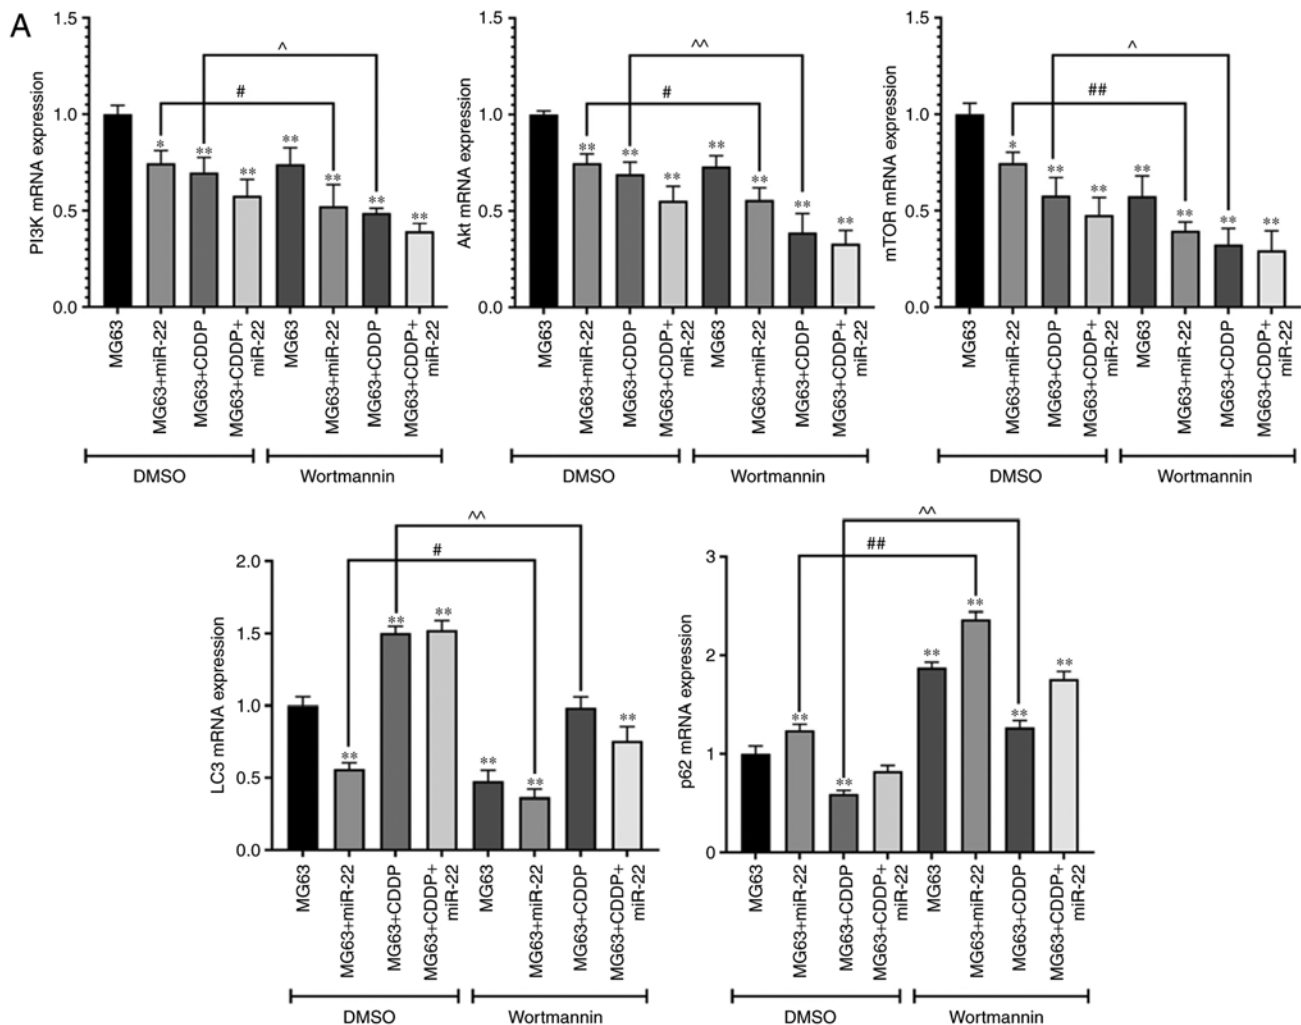 A
PI3K mRNA expression
1.5
1.0
0.5
0.0
^
#
*
**
**
**
**
**
**
MG63
MG63+miR-22
MG63+CDDP
MG63+CDDP+
miR-22
MG63
MG63+miR-22
MG63+CDDP
MG63+CDDP+
miR-22
DMSO
Wortmannin
Akt mRNA expression
1.5
1.0
0.5
0.0
^^
#
**
**
**
**
**
**
**
MG63
MG63+miR-22
MG63+CDDP
MG63+CDDP+
miR-22
MG63
MG63+miR-22
MG63+CDDP
MG63+CDDP+
miR-22
DMSO
Wortmannin
mTOR mRNA expression
1.5
1.0
0.5
0.0
^
##
*
**
**
**
**
**
**
MG63
MG63+miR-22
MG63+CDDP
MG63+CDDP+
miR-22
MG63
MG63+miR-22
MG63+CDDP
MG63+CDDP+
miR-22
DMSO
Wortmannin
LC3 mRNA expression
2.0
1.5
1.0
0.5
0.0
^^
#
**
**
**
**
**
**
MG63
MG63+miR-22
MG63+CDDP
MG63+CDDP+
miR-22
MG63
MG63+miR-22
MG63+CDDP
MG63+CDDP+
miR-22
DMSO
Wortmannin
p62 mRNA expression
3
2
1
0
^^
##
**
**
**
**
**
**
MG63
MG63+miR-22
MG63+CDDP
MG63+CDDP+
miR-22
MG63
MG63+miR-22
MG63+CDDP
MG63+CDDP+
miR-22
DMSO
Wortmannin